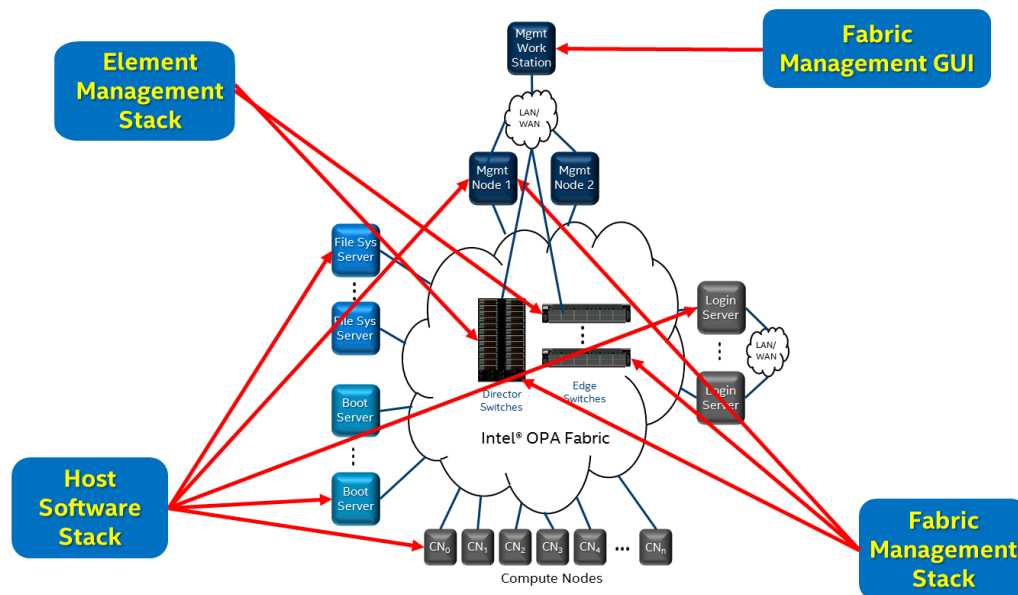 Element
Management
Stack
Mgmt
Work
Station
Fabric
Management GUI
LAN/
WAN
Mgmt
Node 1
Mgmt
Node 2
File Sys
Server
File Sys
Server
Login
Server
LAN/
WAN
Login
Server
Director
Switches
Edge
Switches
Boot
Server
Intel® OPA Fabric
Host
Software
Stack
Boot
Server
Fabric
Management
Stack
CN₀
CN₁
CN₂
CN₃
CN₄
...
CNₙ
Compute Nodes